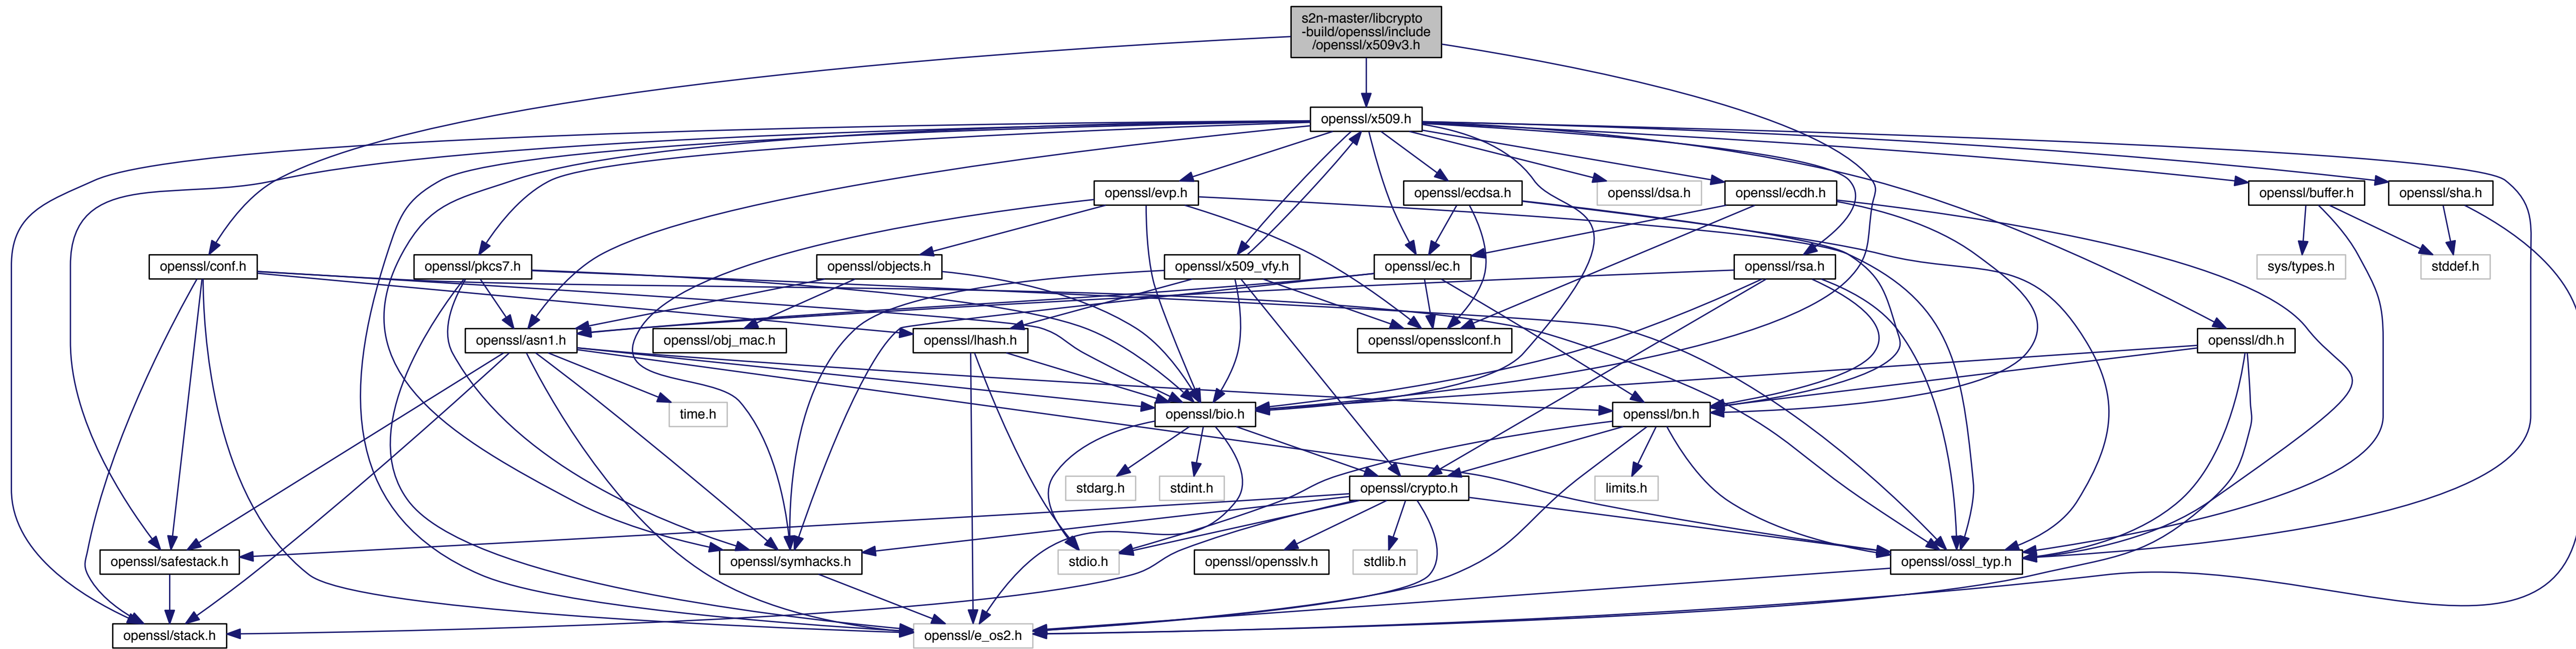 s2n-master/libcrypto
-build/openssl/include
/openssl/x509v3.h
openssl/x509.h
openssl/evp.h
openssl/ecdsa.h
openssl/dsa.h
openssl/ecdh.h
openssl/buffer.h
openssl/sha.h
openssl/conf.h
openssl/pkcs7.h
openssl/objects.h
openssl/x509_vfy.h
openssl/ec.h
openssl/rsa.h
sys/types.h
stddef.h
openssl/asn1.h
openssl/obj_mac.h
openssl/lhash.h
openssl/opensslconf.h
openssl/dh.h
time.h
openssl/bio.h
openssl/bn.h
stdarg.h
stdint.h
openssl/crypto.h
limits.h
openssl/safestack.h
openssl/symhacks.h
stdio.h
openssl/opensslv.h
stdlib.h
openssl/ossl_typ.h
openssl/stack.h
openssl/e_os2.h